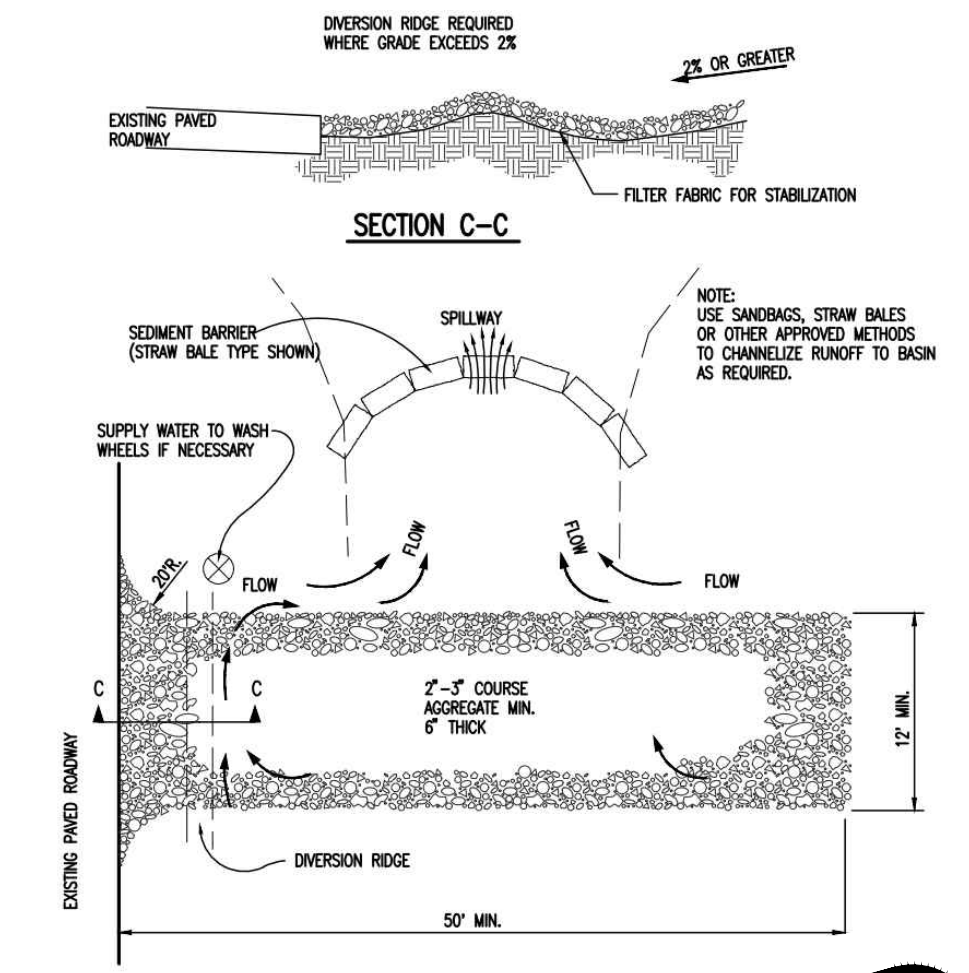 DIVERSION RIDGE REQUIRED
WHERE GRADE EXCEEDS 2%
2% OR GREATER
EXISTING PAVED
ROADWAY
FILTER FABRIC FOR STABILIZATION
SECTION C-C
NOTE:
USE SANDBAGS, STRAW BALES
OR OTHER APPROVED METHODS
TO CHANNELIZE RUNOFF TO BASIN
AS REQUIRED.
SPILLWAY
SEDIMENT BARRIER
(STRAW BALE TYPE SHOWN)
SUPPLY WATER TO WASH
WHEELS IF NECESSARY
20'R.
FLOW
FLOW
FLOW
FLOW
C
C
2"-3" COURSE
AGGREGATE MIN.
6" THICK
12' MIN.
EXISTING PAVED ROADWAY
DIVERSION RIDGE
50' MIN.